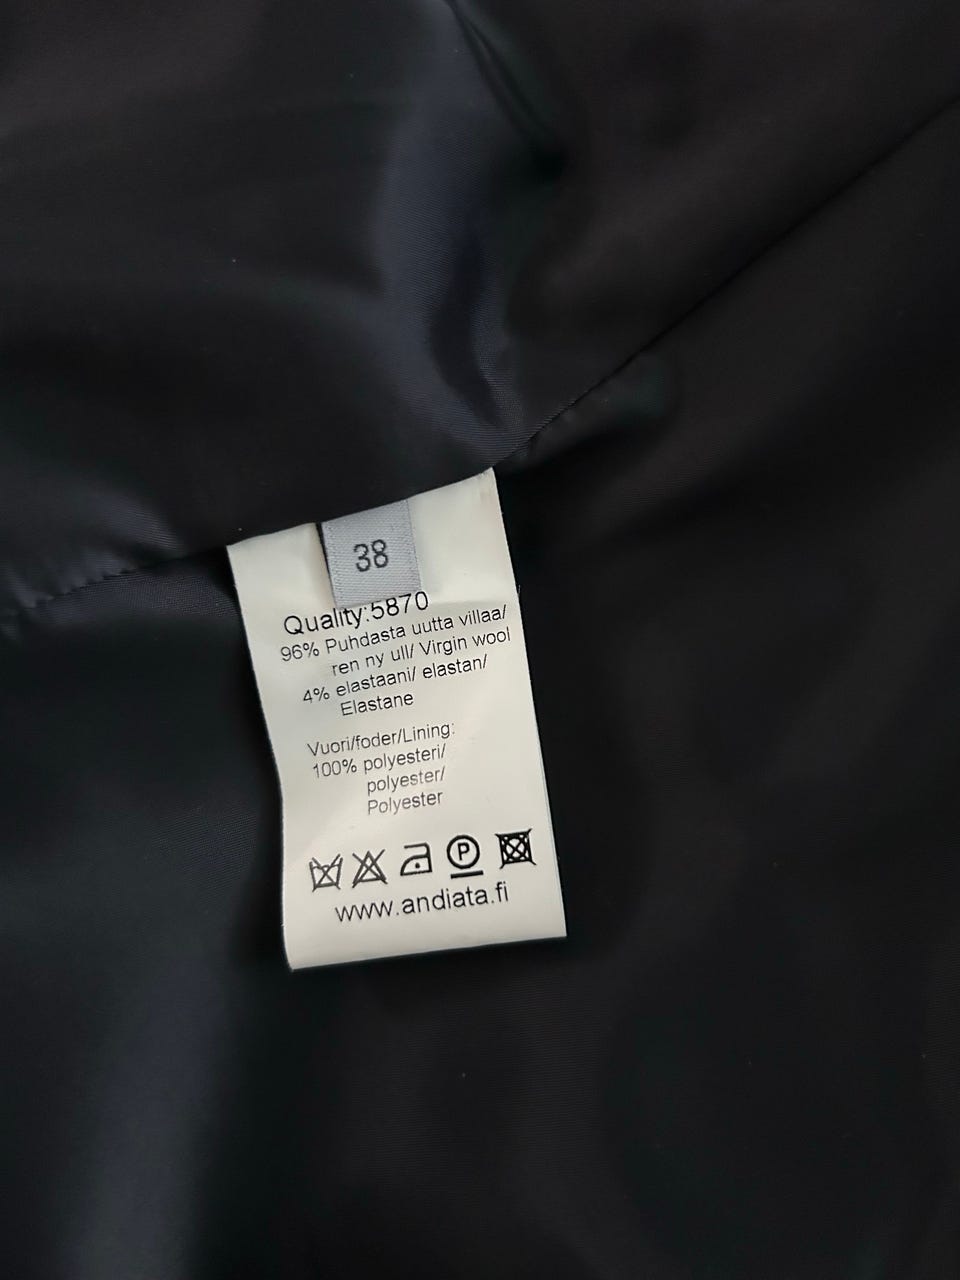 38
Quality:5870
96% Puhdasta uutta villaa/
ren ny ull/ Virgin wool
4% elastaani/ elastan/
Elastane
Vuori/foder/Lining:
100% polyesteri/
polyester/
Polyester
P
www.andiata.fi